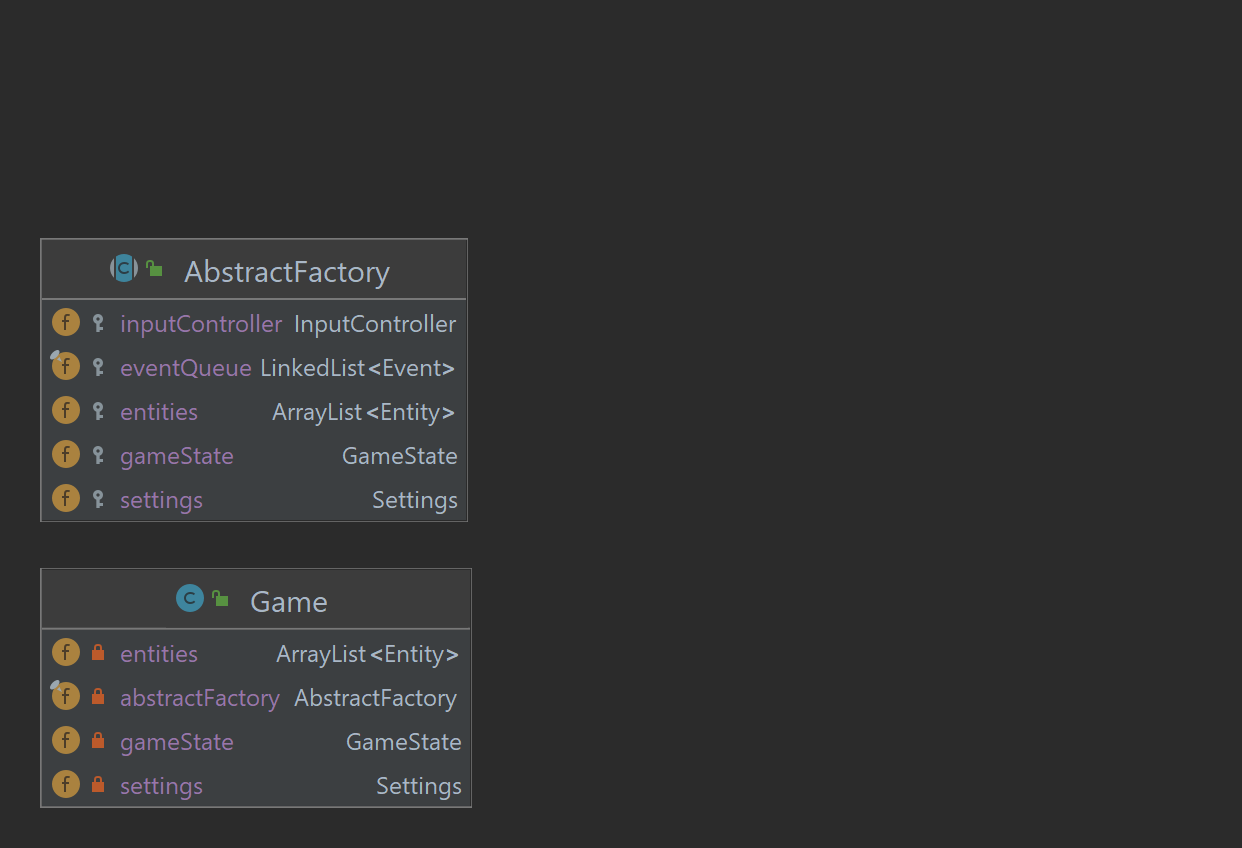 AbstractFactory
inputController InputController
eventQueue LinkedList<Event>
entities ArrayList<Entity>
gameState GameState
settings Settings
Game
entities ArrayList<Entity>
abstractFactory AbstractFactory
gameState GameState
settings Settings